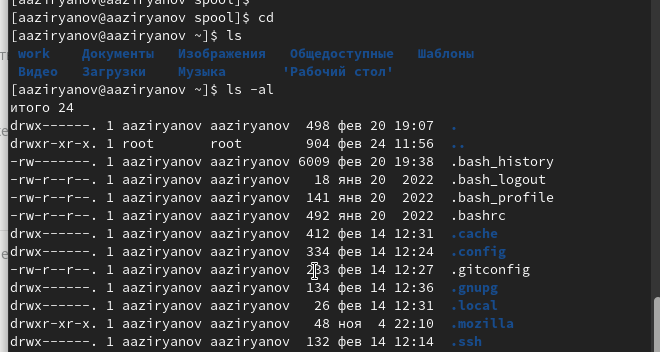 [aaziryanov@aaziryanov spool]$
[aaziryanov@aaziryanov spool]$ cd
[aaziryanov@aaziryanov ~]$ ls
work Документы Изображения Общедоступные Шаблоны
Видео Загрузки Музыка 'Рабочий стол'
[aaziryanov@aaziryanov ~]$ ls -al
итого 24
drwx------. 1 aaziryanov aaziryanov 498 фев 20 19:07 .
drwxr-xr-x. 1 root root 904 фев 24 11:56 ..
-rw-------. 1 aaziryanov aaziryanov 6009 фев 20 19:38 .bash_history
-rw-r--r--. 1 aaziryanov aaziryanov 18 янв 20 2022 .bash_logout
-rw-r--r--. 1 aaziryanov aaziryanov 141 янв 20 2022 .bash_profile
-rw-r--r--. 1 aaziryanov aaziryanov 492 янв 20 2022 .bashrc
drwx------. 1 aaziryanov aaziryanov 412 фев 14 12:31 .cache
drwx------. 1 aaziryanov aaziryanov 334 фев 14 12:24 .config
-rw-r--r--. 1 aaziryanov aaziryanov фев 14 12:27 .gitconfig
drwx------. 1 aaziryanov aaziryanov 134 фев 14 12:36 .gnupg
drwx------. 1 aaziryanov aaziryanov 26 фев 14 12:31 .local
drwxr-xr-x. 1 aaziryanov aaziryanov 48 ноя 4 22:10 .mozilla
drwx------. 1 aaziryanov aaziryanov 132 фев 14 12:14 .ssh